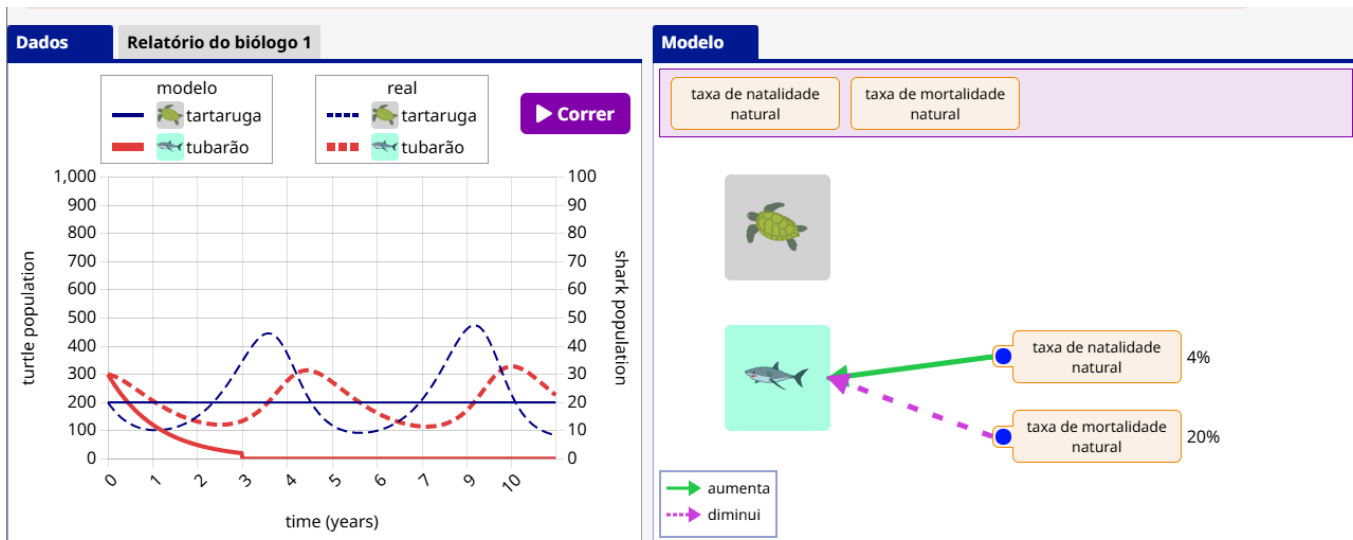 Dados
Relatório do biólogo 1
modelo
tartaruga
tubarão
real
tartaruga
tubarão
Correr
1,000
900
800
700
600
500
400
300
200
100
0
100
90
80
70
60
50
40
30
20
10
0
turtle population
shark population
0 1 2 3 4 5 6 7 8 9 10
time (years)
Modelo
taxa de natalidade
natural
taxa de mortalidade
natural
taxa de natalidade
natural
4%
taxa de mortalidade
natural
20%
aumenta
diminui